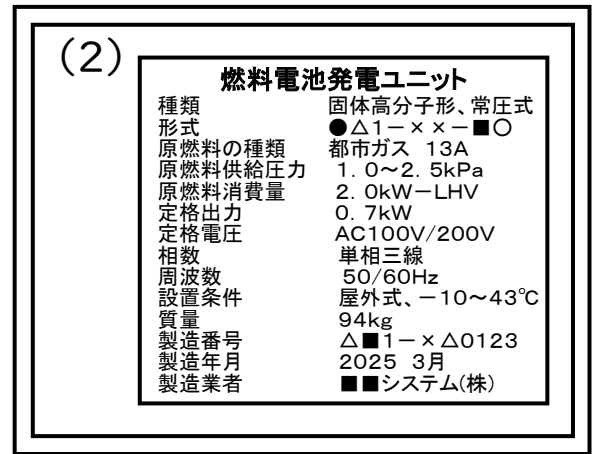 (2)
燃料電池発電ユニット
種類 固体高分子形、常圧式
形式 ●△1－××－■○
原燃料の種類 都市ガス 13A
原燃料供給圧力 1．0～2．5kPa
原燃料消費量 2．0kW－LHV
定格出力 0．7kW
定格電圧 AC100V/200V
相数 単相三線
周波数 50/60Hz
設置条件 屋外式、－10～43℃
質量 94kg
製造番号 △■1－×△0123
製造年月 2025 3月
製造業者 ■■システム(株)